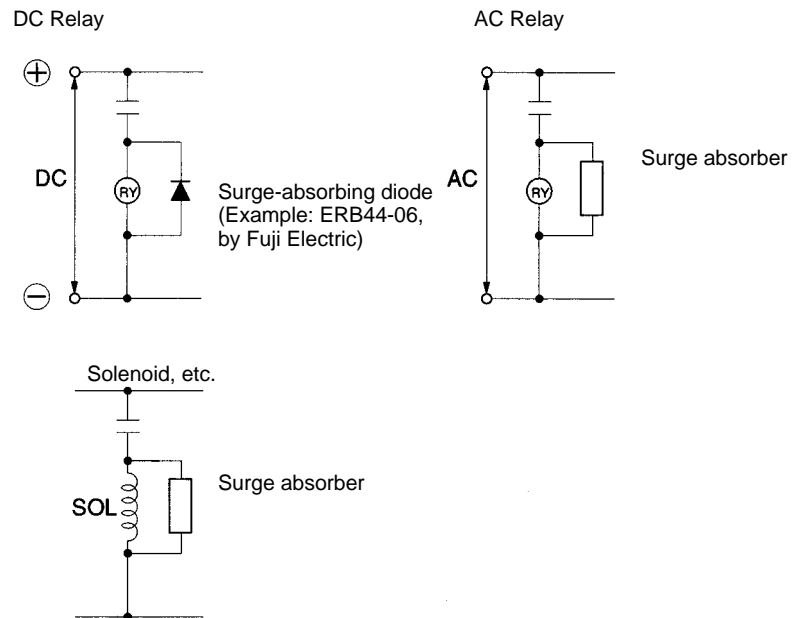 DC Relay
AC Relay
+
DC
RY
Surge-absorbing diode
(Example: ERB44-06,
by Fuji Electric)
−
AC
RY
Surge absorber
Solenoid, etc.
SOL
Surge absorber